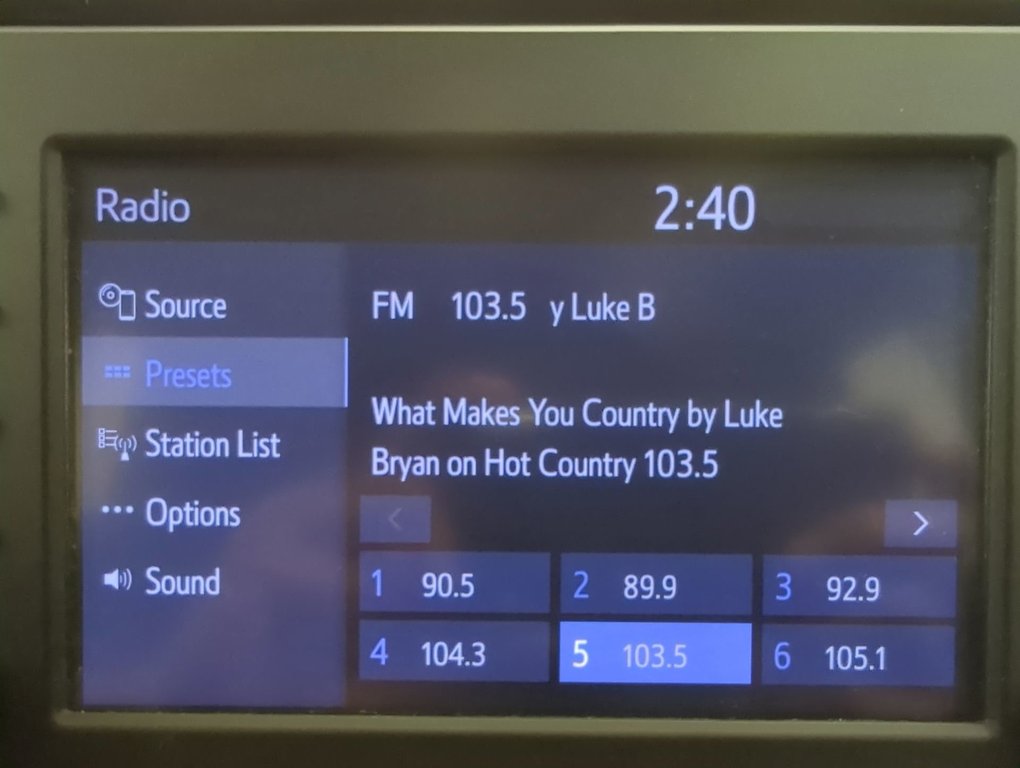 Radio 2:40
Source
Presets
Station List
Options
Sound
FM 103.5 y Luke B
What Makes You Country by Luke
Bryan on Hot Country 103.5
1 90.5 2 89.9 3 92.9
4 104.3 5 103.5 6 105.1